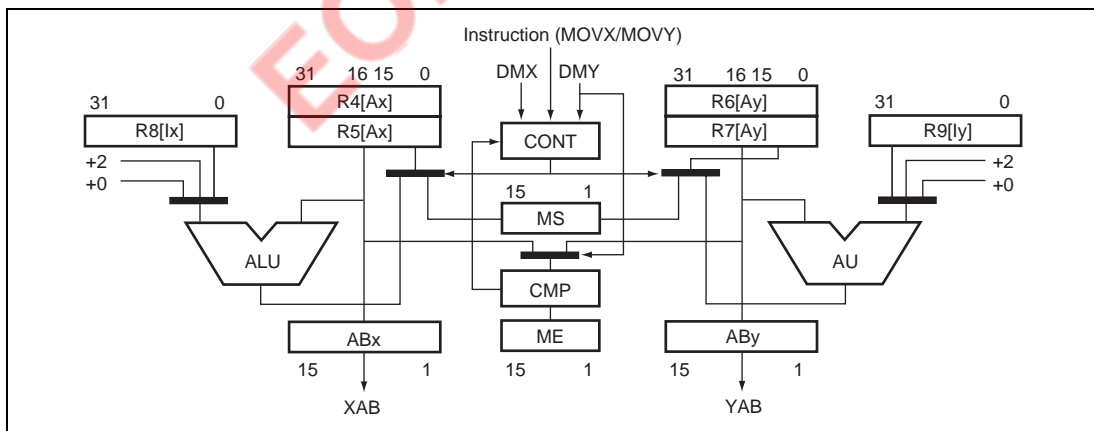 EO
Instruction (MOVX/MOVY)
DMX DMY
31 16 15 0
R4[Ax]
R5[Ax]
31 16 15 0
R6[Ay]
R7[Ay]
31 0
R8[Ix]
31 0
R9[Iy]
CONT
+2
+0
+2
+0
15 1
MS
ALU
AU
CMP
ME
15 1
ABx
15 1
XAB
ABy
15 1
YAB